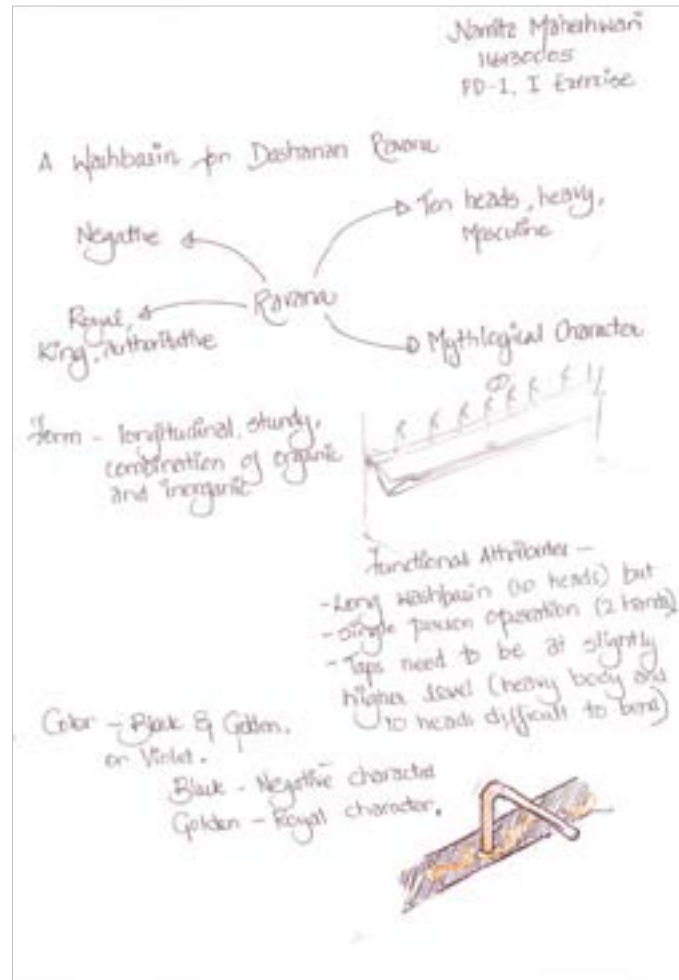 Namita Maheshwari
PD-I, I Exercise
A Washbasin for Dashanan Ravana
Negative
Ten heads, heavy,
Masculine
Ravana
Royal,
King, Authoritative
Mythlogical Character
Form - longitudinal, sturdy,
combination of organic
and inorganic
Functional Attributes -
- Long washbasin (10 heads) but
- single person operation (2 hands)
- Taps need to be at slightly
higher level (heavy body and
10 heads difficult to bend)
Color - Black & Golden.
or Violet.
Black - Negative character
Golden - Royal character.